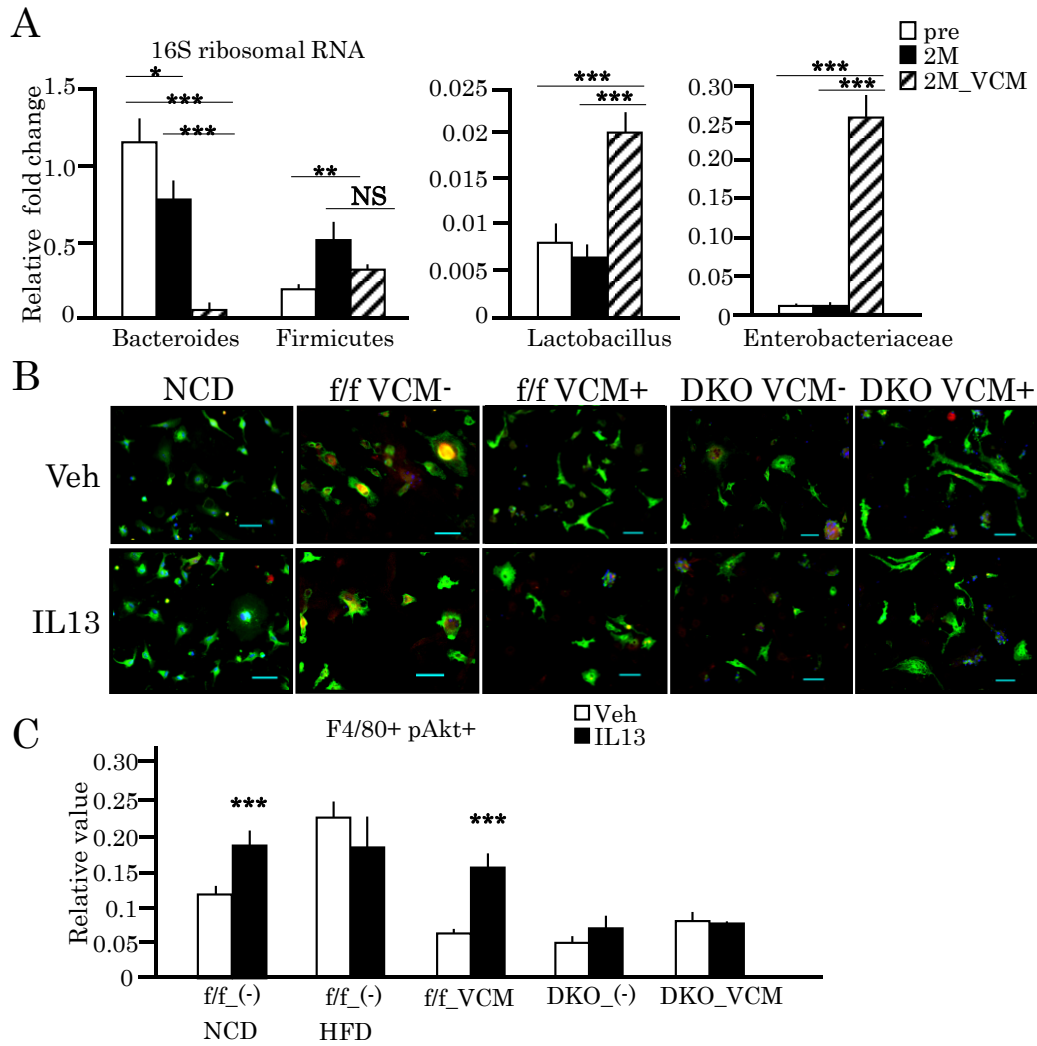 A
16S ribosomal RNA
pre
2M
2M_VCM
Relative fold change
1.5
1.0
0.5
0
*
***
***
**
NS
Bacteroides
Firmicutes
0.025
0.02
0.015
0.01
0.005
0
***
***
Lactobacillus
0.30
0.25
0.20
0.15
0.10
0.05
0
***
***
Enterobacteriaceae
B
NCD
f/f VCM-
f/f VCM+
DKO VCM-
DKO VCM+
Veh
IL13
C
F4/80+ pAkt+
Veh
IL13
Relative value
0.30
0.25
0.20
0.15
0.1
0.05
0
***
***
f/f_(-)
f/f_(-)
f/f_VCM
DKO_(-)
DKO_VCM
NCD
HFD